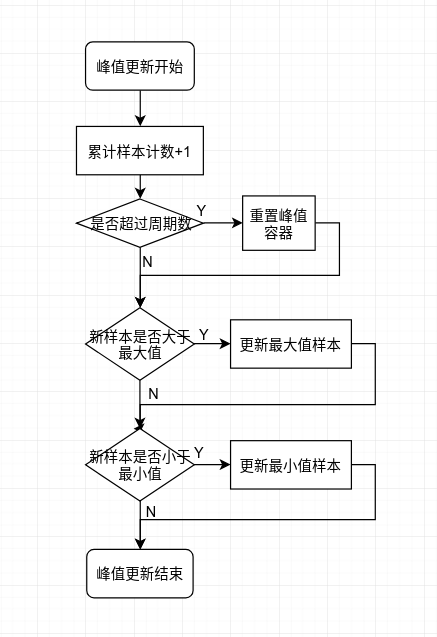 峰值更新开始
累计样本计数+1
是否超过周期数
Y
重置峰值
容器
N
新样本是否大于
最大值
Y
更新最大值样本
N
新样本是否小于
最小值
Y
更新最小值样本
N
峰值更新结束